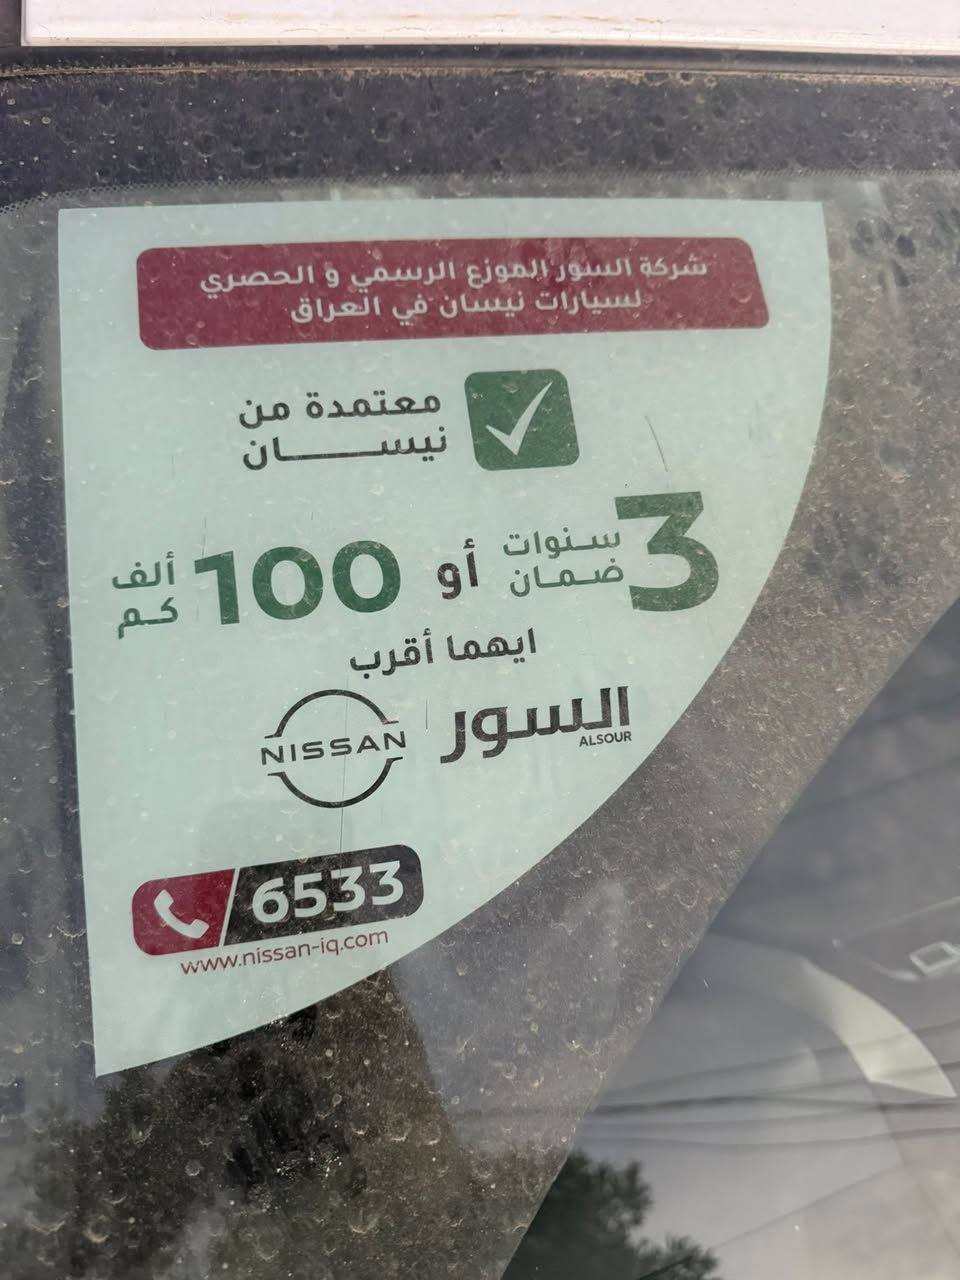 شركة السور الموزع الرسمي و الحصري
لسيارات نيسان في العراق
معتمدة من
نيســـــان
3 سنوات ضمان أو 100 ألف كم
ايهما أقرب
السور
ALSOUR
NISSAN
6533
www.nissan-iq.com